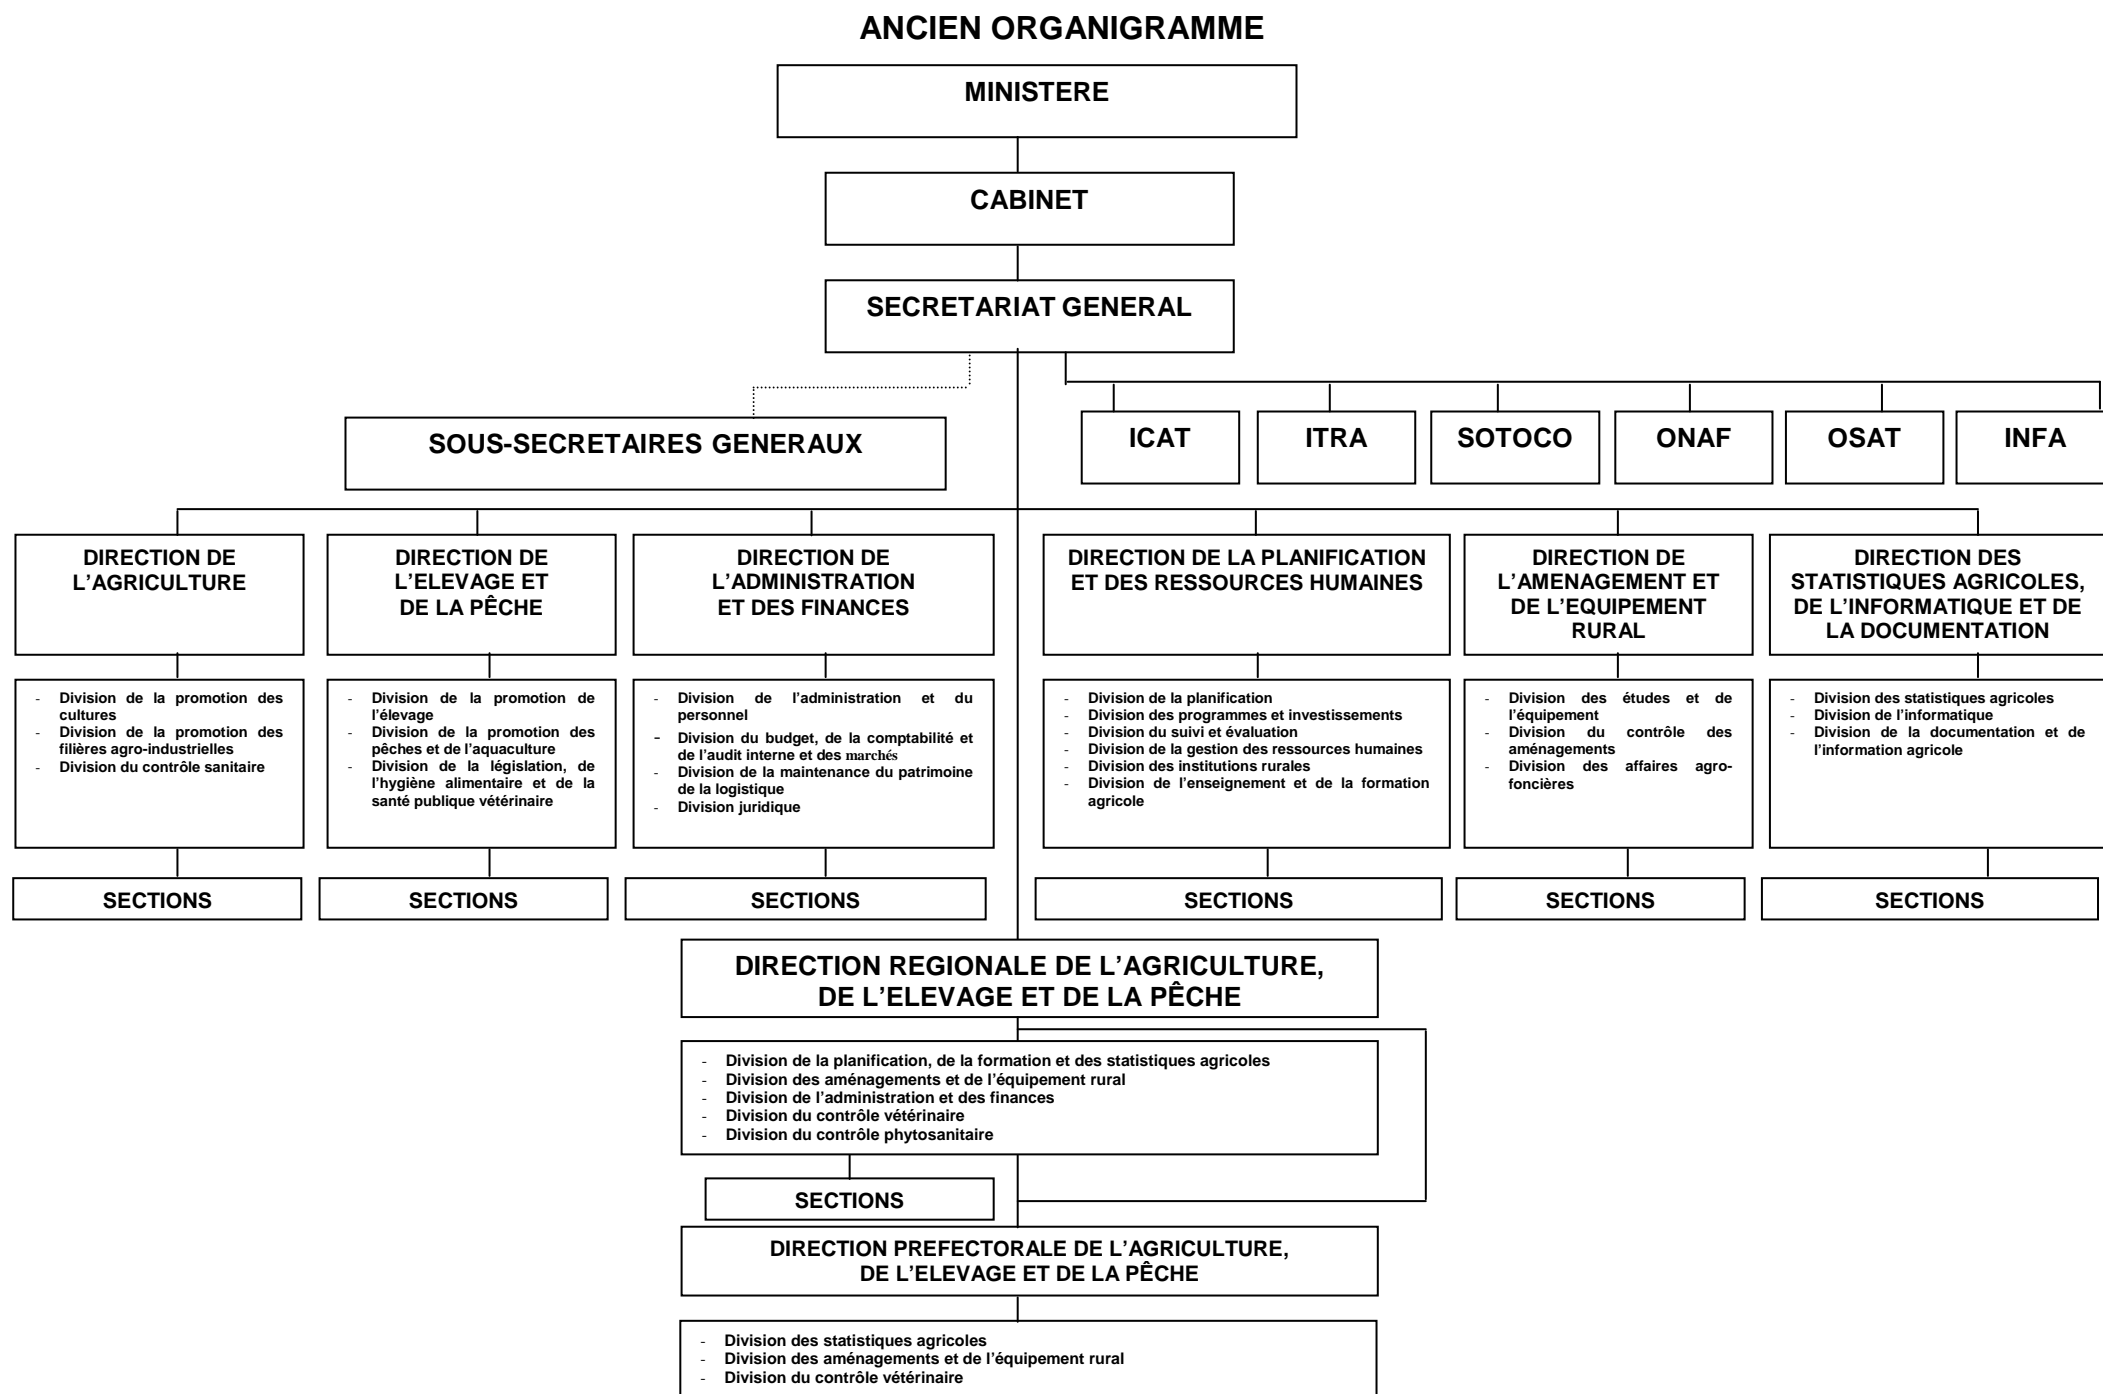 ANCIEN ORGANIGRAMME
MINISTERE
CABINET
SECRETARIAT GENERAL
SOUS-SECRETAIRES GENERAUX
ICAT
ITRA
SOTOCO
ONAF
OSAT
INFA
DIRECTION DE
L'AGRICULTURE
DIRECTION DE
L'ELEVAGE ET
DE LA PÊCHE
DIRECTION DE
L'ADMINISTRATION
ET DES FINANCES
DIRECTION DE LA PLANIFICATION
ET DES RESSOURCES HUMAINES
DIRECTION DE
L'AMENAGEMENT ET
DE L'EQUIPEMENT
RURAL
DIRECTION DES
STATISTIQUES AGRICOLES,
DE L'INFORMATIQUE ET DE
LA DOCUMENTATION
- Division de la promotion des
cultures
- Division de la promotion des
filières agro-industrielles
- Division du contrôle sanitaire
- Division de la promotion de
l'élevage
- Division de la promotion des
pêches et de l'aquaculture
- Division de la législation, de
l'hygiène alimentaire et de la
santé publique vétérinaire
- Division de l'administration et du
personnel
- Division du budget, de la comptabilité et
de l'audit interne et des marchés
- Division de la maintenance du patrimoine
de la logistique
- Division juridique
- Division de la planification
- Division des programmes et investissements
- Division du suivi et évaluation
- Division de la gestion des ressources humaines
- Division des institutions rurales
- Division de l'enseignement et de la formation
agricole
- Division des études et de
l'équipement
- Division du contrôle des
aménagements
- Division des affaires agro-
foncières
- Division des statistiques agricoles
- Division de l'informatique
- Division de la documentation et de
l'information agricole
SECTIONS
SECTIONS
SECTIONS
SECTIONS
SECTIONS
SECTIONS
DIRECTION REGIONALE DE L'AGRICULTURE,
DE L'ELEVAGE ET DE LA PÊCHE
- Division de la planification, de la formation et des statistiques agricoles
- Division des aménagements et de l'équipement rural
- Division de l'administration et des finances
- Division du contrôle vétérinaire
- Division du contrôle phytosanitaire
SECTIONS
DIRECTION PREFECTORALE DE L'AGRICULTURE,
DE L'ELEVAGE ET DE LA PÊCHE
- Division des statistiques agricoles
- Division des aménagements et de l'équipement rural
- Division du contrôle vétérinaire